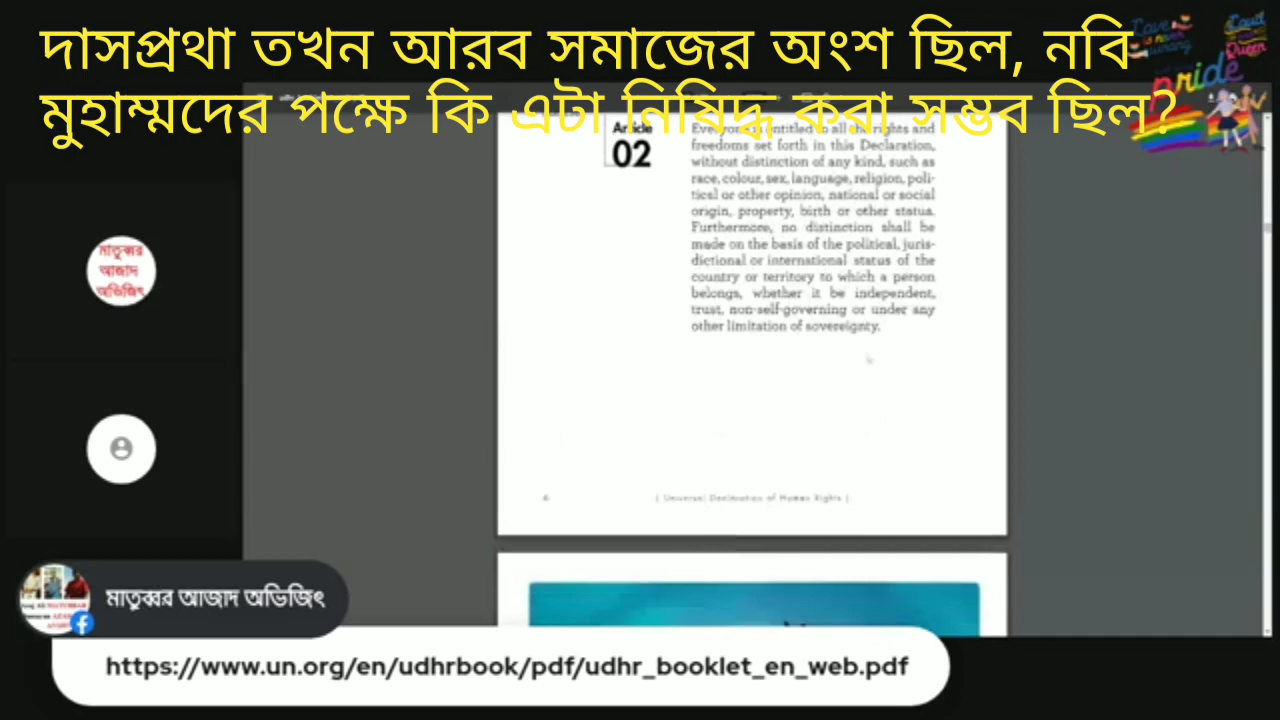 দাসপ্রথা তখন আরব সমাজের অংশ ছিল, নবি
মুহাম্মদের পক্ষে কি এটা নিষিদ্ধ করা সম্ভব ছিল?
Love
Loud
Queen
pride
Article
02
Everyone is entitled to all the rights and
freedoms set forth in this Declaration,
without distinction of any kind, such as
race, colour, sex, language, religion, poli-
tical or other opinion, national or social
origin, property, birth or other status.
Furthermore, no distinction shall be
made on the basis of the political, juris-
dictional or international status of the
country or territory to which a person
belongs, whether it be independent,
trust, non-self-governing or under any
other limitation of sovereignty.
মাতুব্বর
আজাদ
অভিজিৎ
| Universal Declaration of Human Rights |
মাতুব্বর আজাদ অভিজিৎ
https://www.un.org/en/udhrbook/pdf/udhr_booklet_en_web.pdf